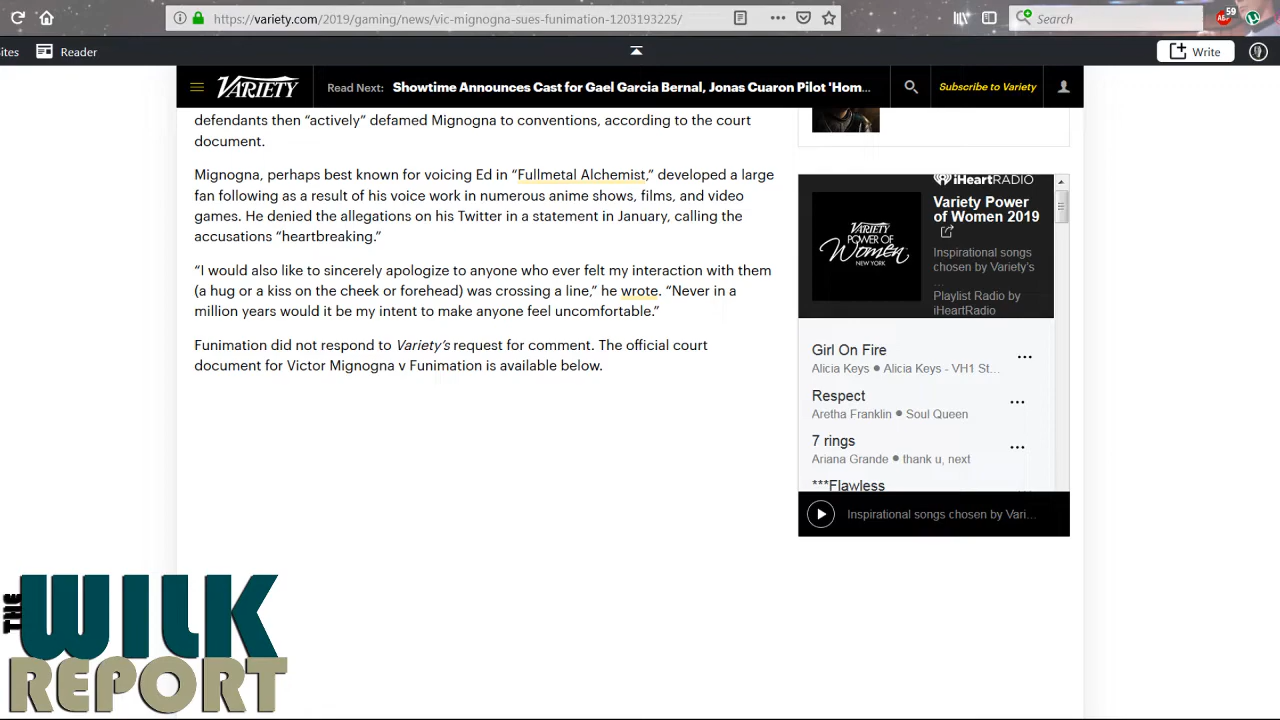 https://variety.com/2019/gaming/news/vic-mignogna-sues-funimation-1203193225/
Search
59
ites
Reader
Write
VARIETY
Read Next: Showtime Announces Cast for Gael Garcia Bernal, Jonas Cuaron Pilot 'Hom...
Subscribe to Variety
defendants then “actively” defamed Mignogna to conventions, according to the court
document.
Mignogna, perhaps best known for voicing Ed in “Fullmetal Alchemist,” developed a large
fan following as a result of his voice work in numerous anime shows, films, and video
games. He denied the allegations on his Twitter in a statement in January, calling the
accusations “heartbreaking.”
“I would also like to sincerely apologize to anyone who ever felt my interaction with them
(a hug or a kiss on the cheek or forehead) was crossing a line,” he wrote. “Never in a
million years would it be my intent to make anyone feel uncomfortable.”
Funimation did not respond to Variety’s request for comment. The official court
document for Victor Mignogna v Funimation is available below.
iHeartRADIO
VARIETY
POWER OF
Women
NEW YORK
Variety Power
of Women 2019
Inspirational songs
chosen by Variety's
...
Playlist Radio by
iHeartRadio
Girl On Fire
Alicia Keys ● Alicia Keys - VH1 St...
Respect
Aretha Franklin ● Soul Queen
7 rings
Ariana Grande ● thank u, next
***Flawless
Inspirational songs chosen by Vari...
THE
WILK
REPORT